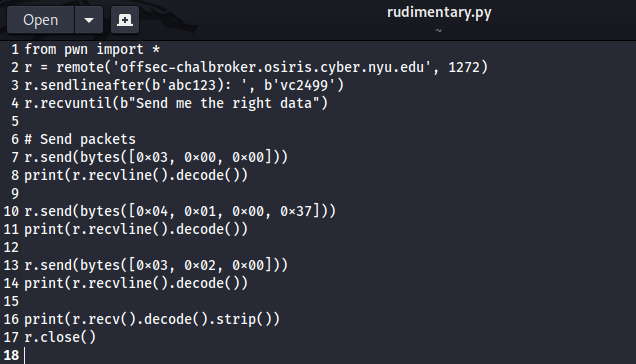 Open
rudimentary.py
~
1 from pwn import *
2 r = remote('offsec-chalbroker.osiris.cyber.nyu.edu', 1272)
3 r.sendlineafter(b'abc123): ', b'vc2499')
4 r.recvuntil(b"Send me the right data")
5
6 # Send packets
7 r.send(bytes([0×03, 0×00, 0×00]))
8 print(r.recvline().decode())
9
10 r.send(bytes([0×04, 0×01, 0×00, 0×37]))
11 print(r.recvline().decode())
12
13 r.send(bytes([0×03, 0×02, 0×00]))
14 print(r.recvline().decode())
15
16 print(r.recv().decode().strip())
17 r.close()
18